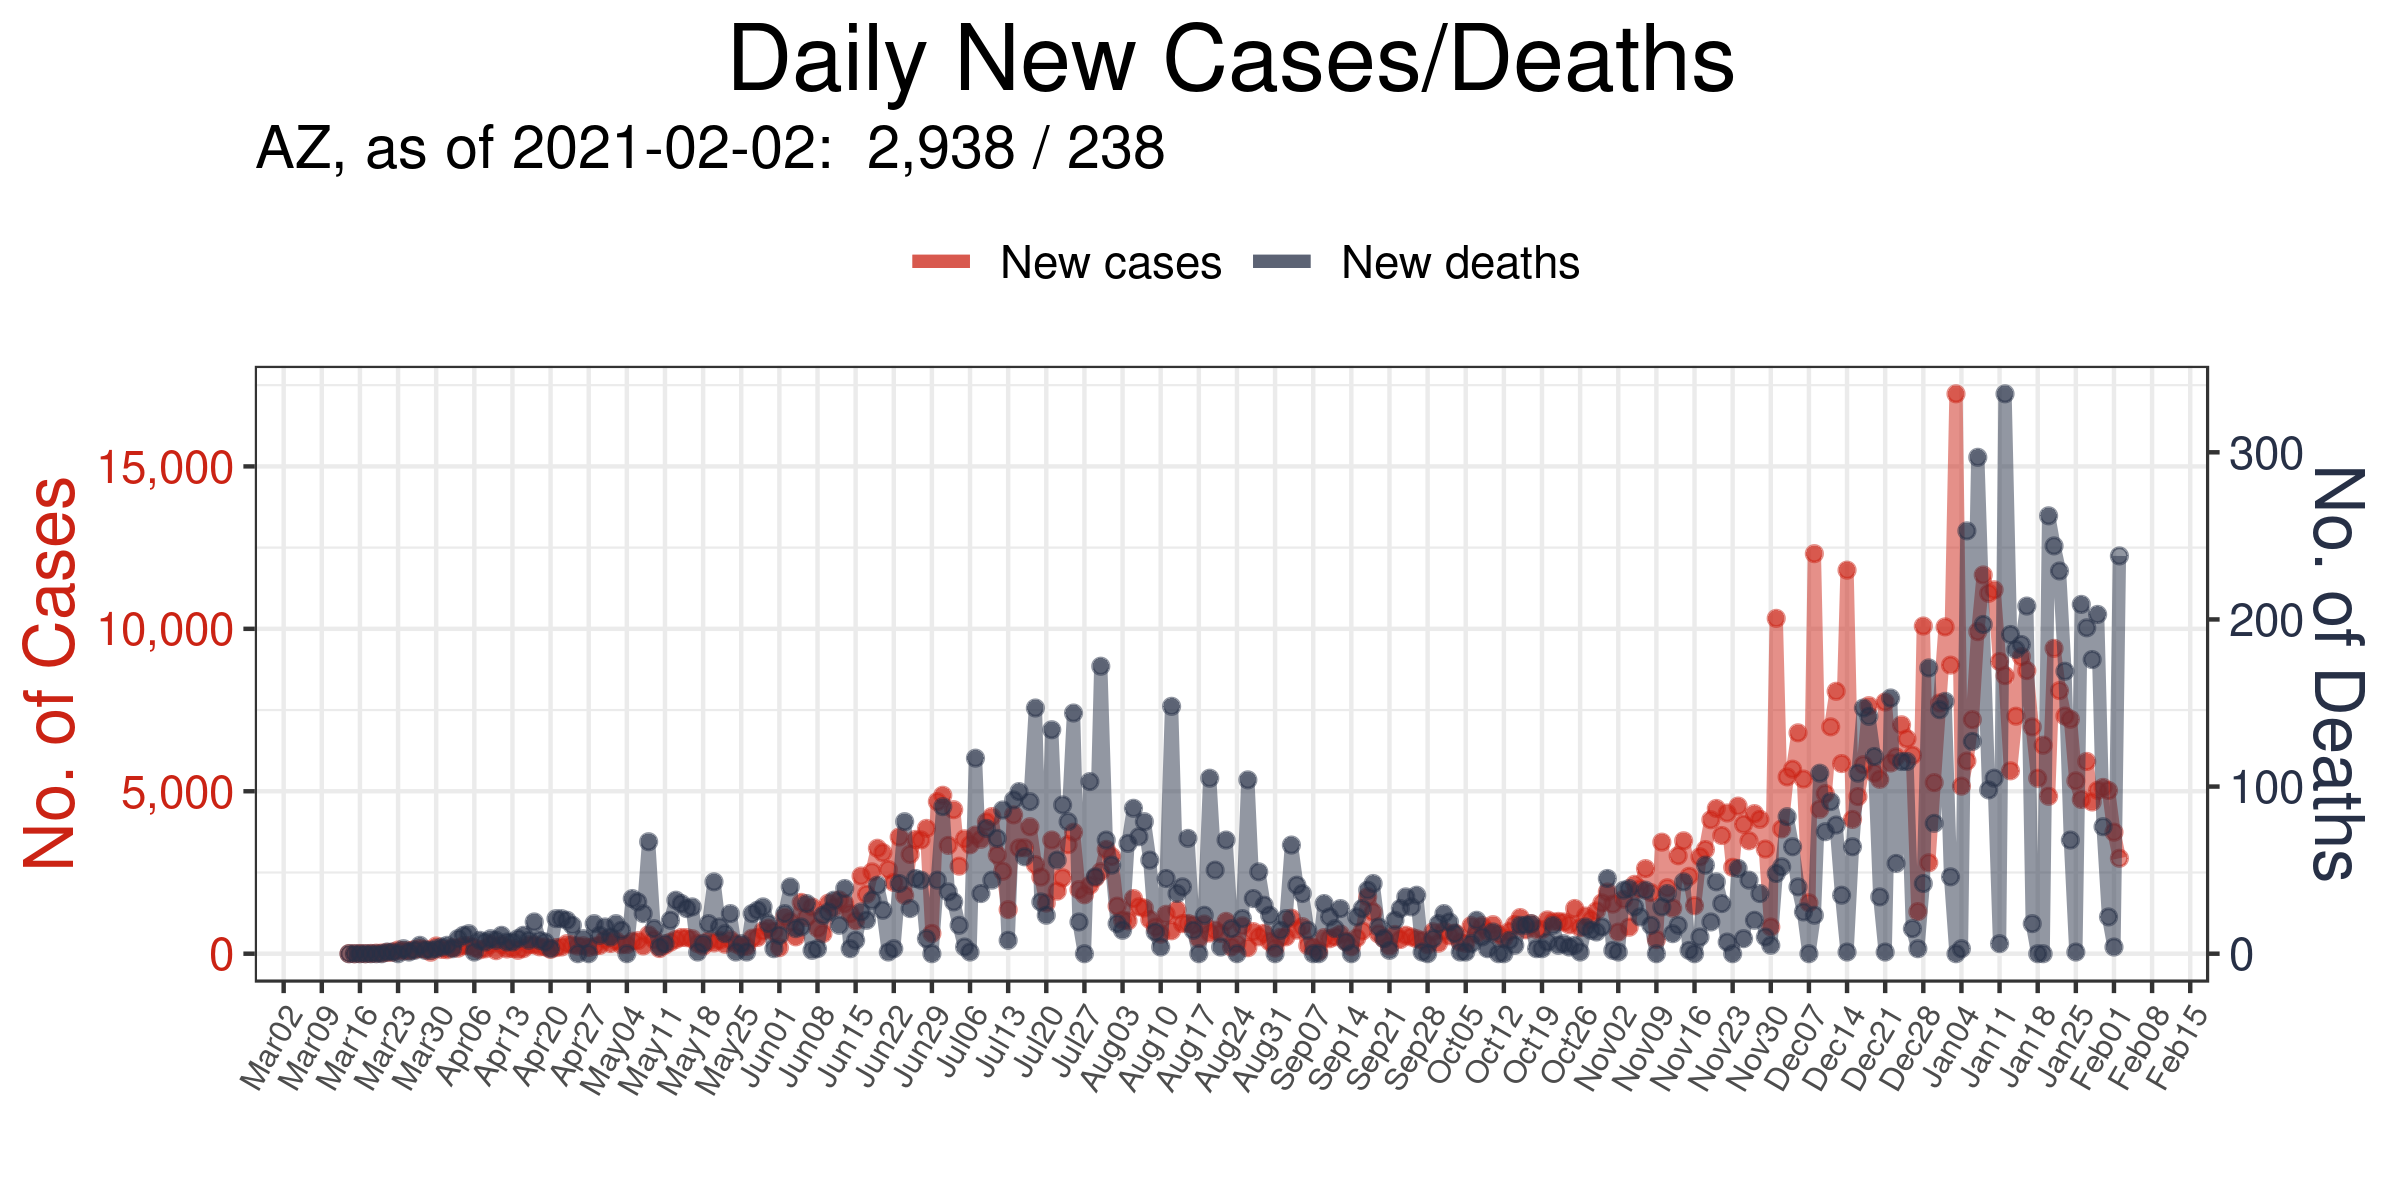 Daily New Cases/Deaths
AZ, as of 2021-02-02:  2,938 / 238
New cases
New deaths
No. of Cases
15,000
10,000
5,000
0
300
200
100
0
No. of Deaths
Mar02
Mar09
Mar16
Mar23
Mar30
Apr06
Apr13
Apr20
Apr27
May04
May11
May18
May25
Jun01
Jun08
Jun15
Jun22
Jun29
Jul06
Jul13
Jul20
Jul27
Aug03
Aug10
Aug17
Aug24
Aug31
Sep07
Sep14
Sep21
Sep28
Oct05
Oct12
Oct19
Oct26
Nov02
Nov09
Nov16
Nov23
Nov30
Dec07
Dec14
Dec21
Dec28
Jan04
Jan11
Jan18
Jan25
Feb01
Feb08
Feb15